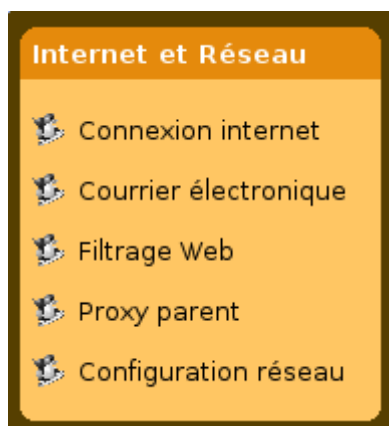 Internet et Réseau
Connexion internet
Courrier électronique
Filtrage Web
Proxy parent
Configuration réseau